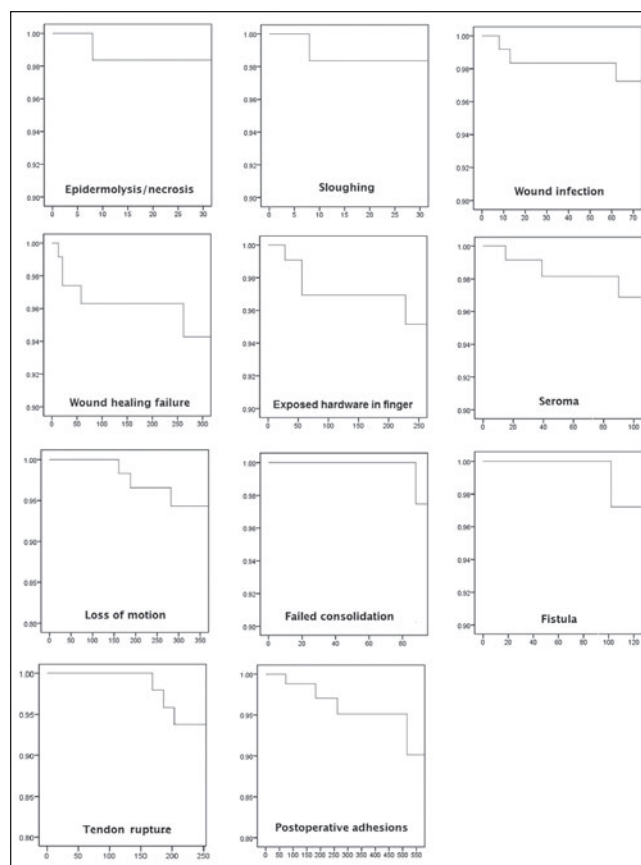 1.00
0.98
0.96
0.94
0.92
0.90
Epidermolysis/necrosis
0 5 10 15 20 25 30
1.00
0.98
0.96
0.94
0.92
0.90
Sloughing
0 5 10 15 20 25 30
1.00
0.98
0.96
0.94
0.92
0.90
Wound infection
0 10 20 30 40 50 60 70
1.00
0.98
0.96
0.94
0.92
0.90
Wound healing failure
0 50 100 150 200 250 300
1.00
0.98
0.96
0.94
0.92
0.90
Exposed hardware in finger
0 50 100 150 200 250
1.00
0.98
0.96
0.94
0.92
0.90
Seroma
0 20 40 60 80 100
1.00
0.95
0.90
0.85
0.80
Loss of motion
0 50 100 150 200 250 300 350
1.00
0.98
0.96
0.94
0.92
0.90
Failed consolidation
0 20 40 60 80
1.00
0.98
0.96
0.94
0.92
0.90
Fistula
0 20 40 60 80 100 120
1.00
0.95
0.90
0.85
0.80
Tendon rupture
0 50 100 150 200 250
1.00
0.95
0.90
0.85
0.80
Postoperative adhesions
0 50 100 150 200 250 300 350 400 450 500 550